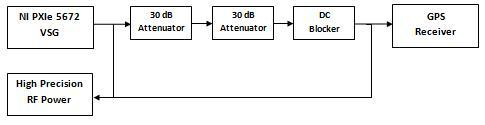 NI PXIe 5672
VSG
30 dB
Attenuator
30 dB
Attenuator
DC
Blocker
GPS
Receiver
High Precision
RF Power